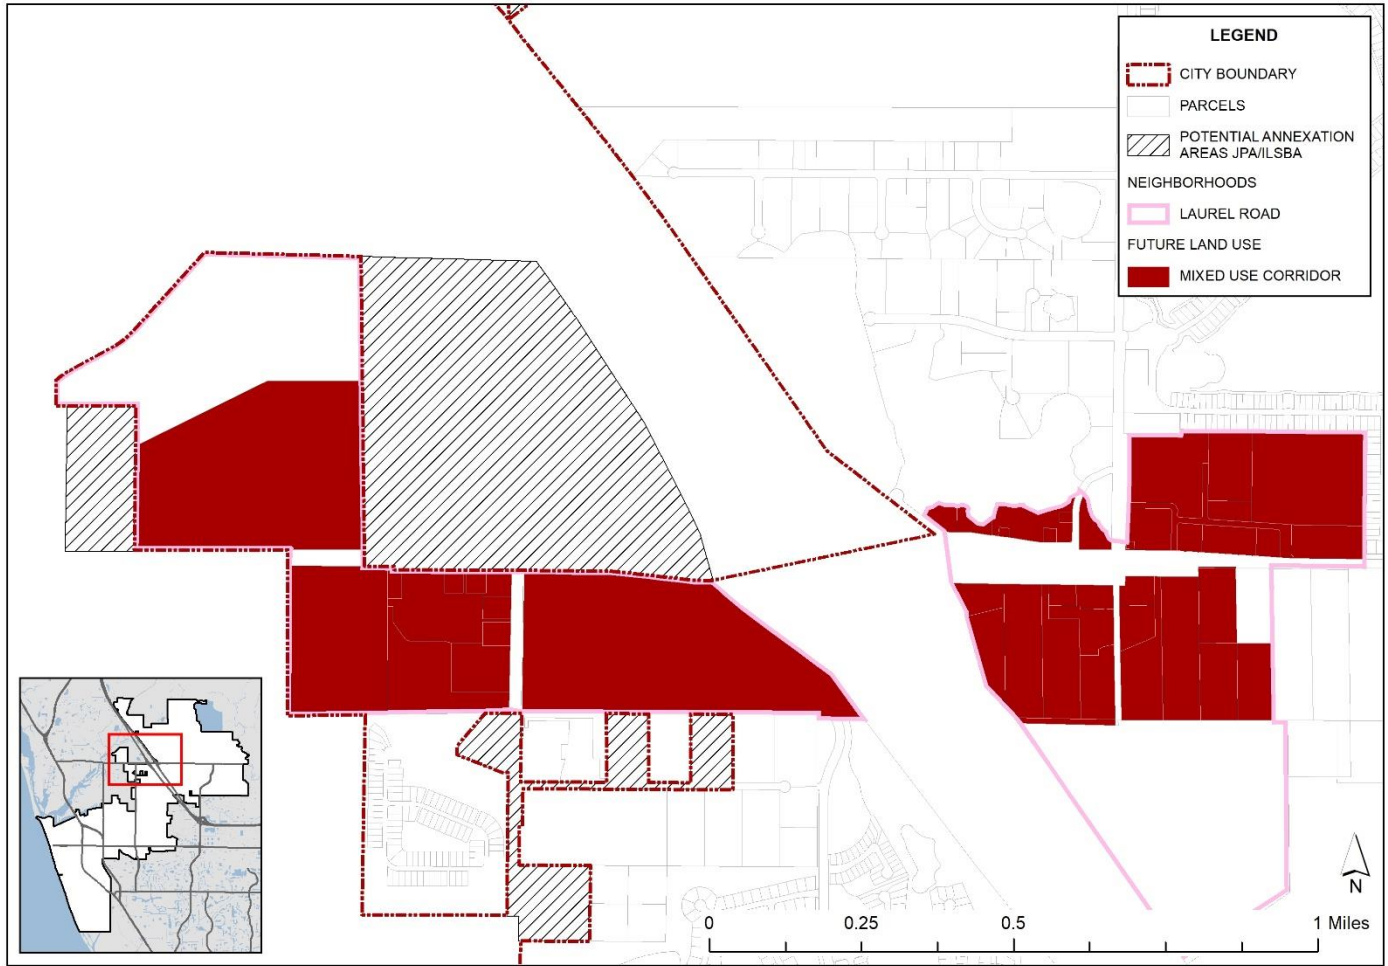 LEGEND
CITY BOUNDARY
PARCELS
POTENTIAL ANNEXATION
AREAS JPA/ILSBA
NEIGHBORHOODS
LAUREL ROAD
FUTURE LAND USE
MIXED USE CORRIDOR
N
0 0.25 0.5 1 Miles